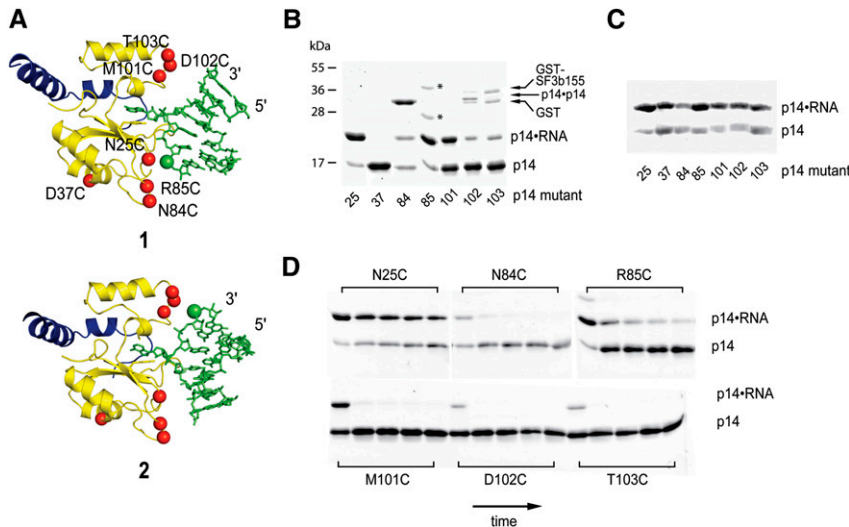 A
T103C
M101C
D102C
3'
5'
N25C
D37C
R85C
N84C
1
3'
5'
2
B
kDa
55
36
28
17
*
*
GST-
SF3b155
p14•p14
GST
p14•RNA
p14
25 37 84 85 101 102 103
p14 mutant
C
p14•RNA
p14
25 37 84 85 101 102 103
p14 mutant
D
N25C N84C R85C
p14•RNA
p14
p14•RNA
p14
M101C D102C T103C
time